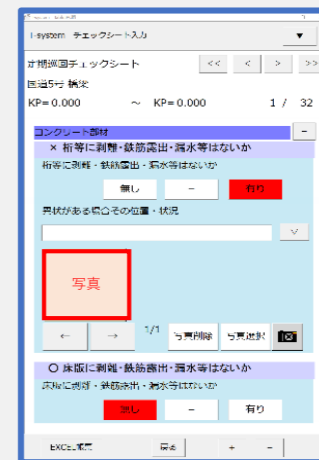 i-system チェックシート入力
▼
定期巡回チェックシート << < > >>
国道5号 橋梁
KP= 0.000 ～ KP= 0.000 1 / 32
コンクリート部材 −
× 桁等に剥離・鉄筋露出・漏水等はないか
桁等に剥離・鉄筋露出・漏水等はないか
無し − 有り
異状がある場合その位置・状況
写真
← → 1/1 写真削除 写真選択
〇 床版に剥離・鉄筋露出・漏水等はないか
床版に剥離・鉄筋露出・漏水等はないか
無し − 有り
EXCEL帳票 戻る + −